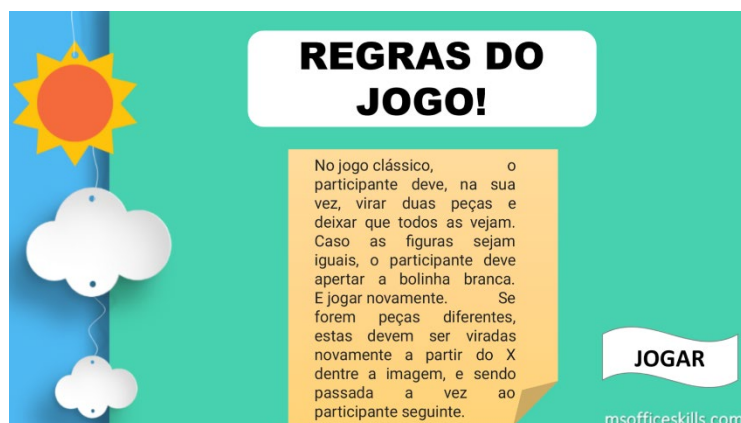 REGRAS DO
JOGO!
No jogo clássico, o
participante deve, na sua
vez, virar duas peças e
deixar que todos as vejam.
Caso as figuras sejam
iguais, o participante deve
apertar a bolinha branca.
E jogar novamente. Se
forem peças diferentes,
estas devem ser viradas
novamente a partir do X
dentre a imagem, e sendo
passada a vez ao
participante seguinte.
JOGAR
msofficeskills.com